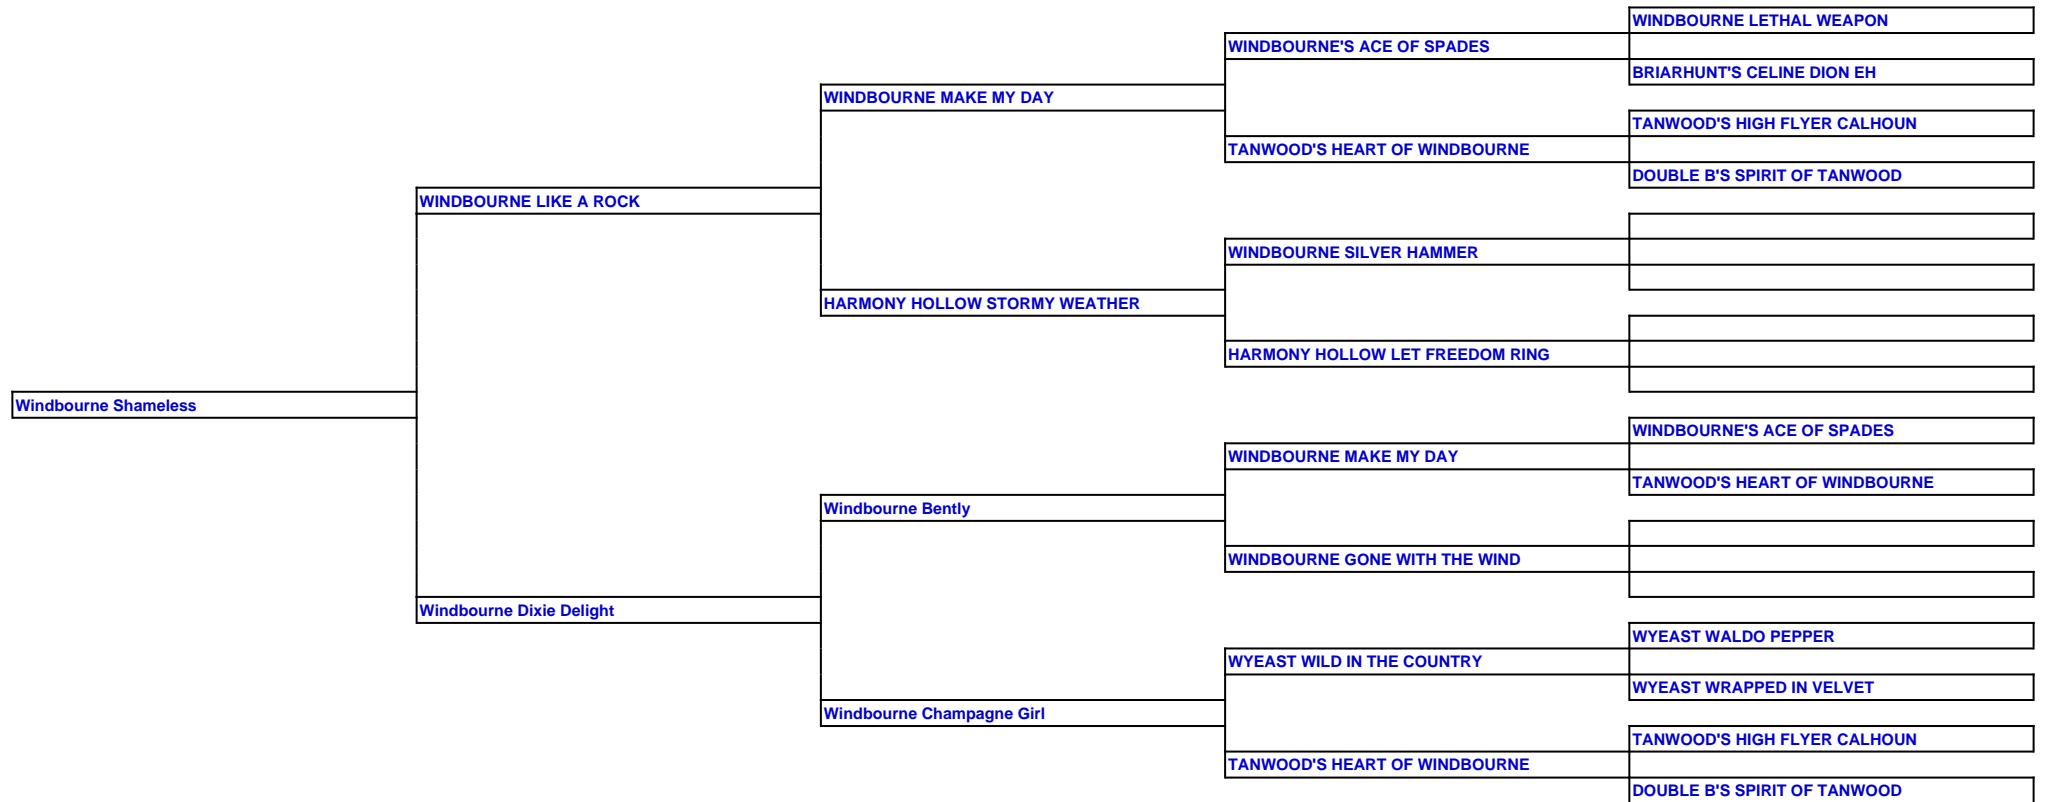 WINDBOURNE LETHAL WEAPON
WINDBOURNE'S ACE OF SPADES
BRIARHUNT'S CELINE DION EH
WINDBOURNE MAKE MY DAY
TANWOOD'S HIGH FLYER CALHOUN
TANWOOD'S HEART OF WINDBOURNE
DOUBLE B'S SPIRIT OF TANWOOD
WINDBOURNE LIKE A ROCK
WINDBOURNE SILVER HAMMER
HARMONY HOLLOW STORMY WEATHER
HARMONY HOLLOW LET FREEDOM RING
Windbourne Shameless
WINDBOURNE'S ACE OF SPADES
WINDBOURNE MAKE MY DAY
TANWOOD'S HEART OF WINDBOURNE
Windbourne Bently
WINDBOURNE GONE WITH THE WIND
Windbourne Dixie Delight
WYEAST WALDO PEPPER
WYEAST WILD IN THE COUNTRY
WYEAST WRAPPED IN VELVET
Windbourne Champagne Girl
TANWOOD'S HIGH FLYER CALHOUN
TANWOOD'S HEART OF WINDBOURNE
DOUBLE B'S SPIRIT OF TANWOOD